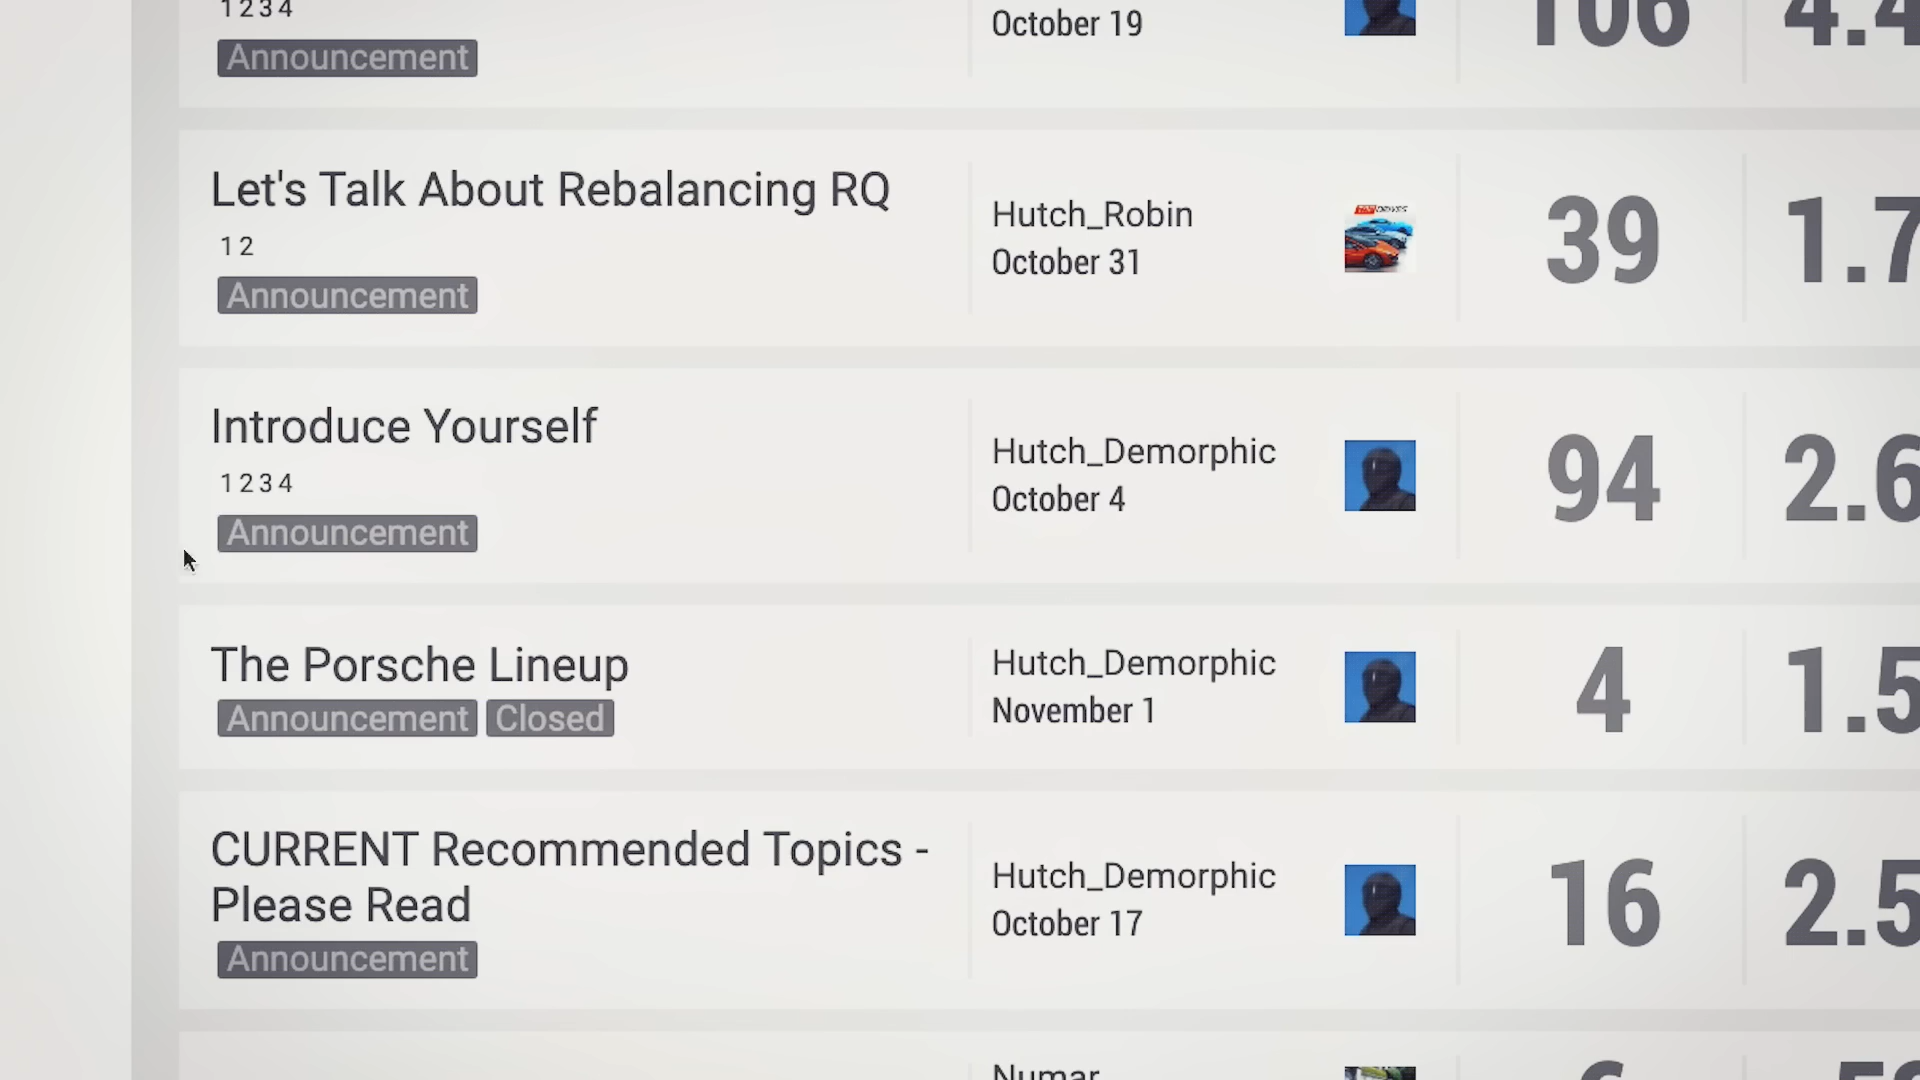 1 2 3 4
October 19
106
4.4
Announcement
Let's Talk About Rebalancing RQ
1 2
Announcement
Hutch_Robin
October 31
39
1.7
Introduce Yourself
1 2 3 4
Announcement
Hutch_Demorphic
October 4
94
2.6
The Porsche Lineup
Announcement Closed
Hutch_Demorphic
November 1
4
1.5
CURRENT Recommended Topics -
Please Read
Announcement
Hutch_Demorphic
October 17
16
2.5
Numar